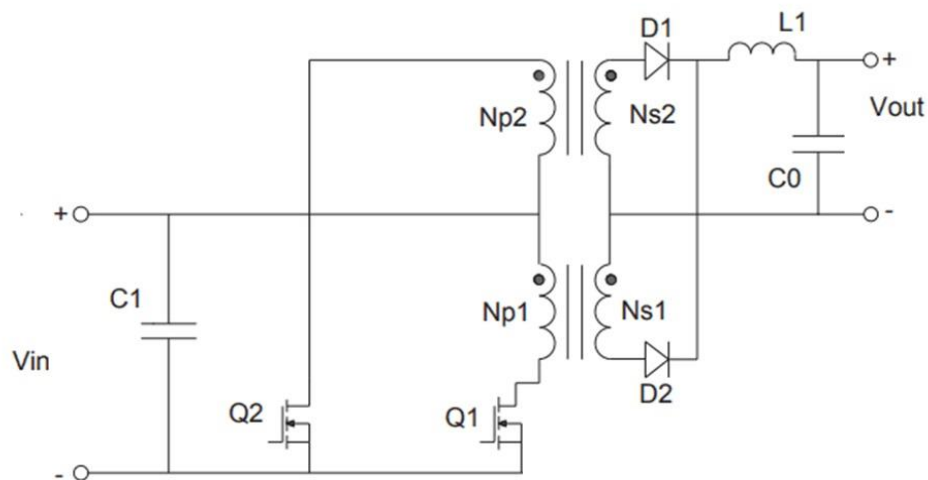 D1
L1
+
Np2
Ns2
Vout
C0
+
-
C1
Np1
Ns1
Vin
D2
Q2
Q1
-